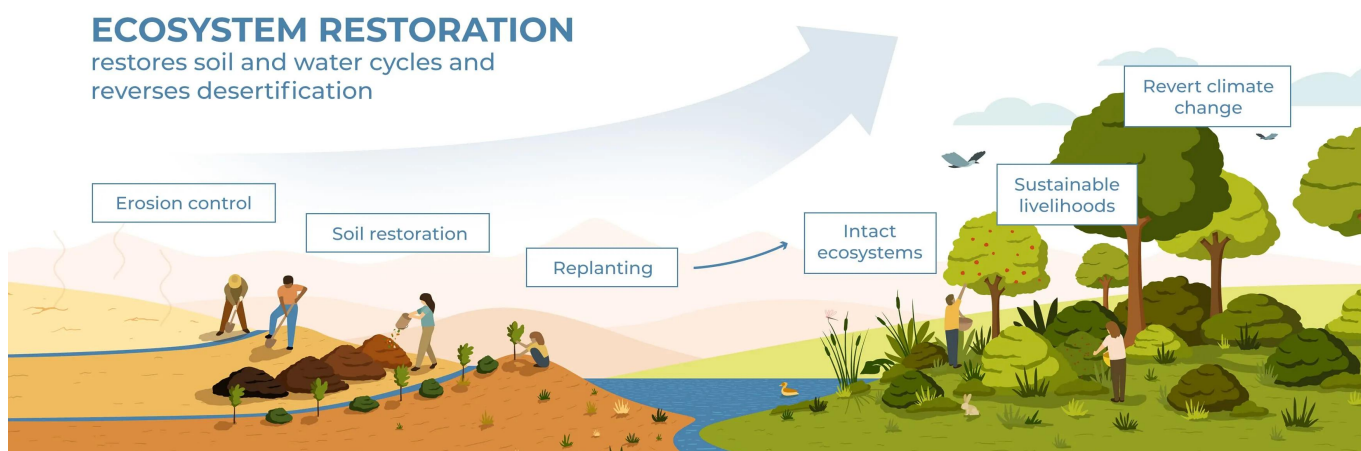 ECOSYSTEM RESTORATION
restores soil and water cycles and
reverses desertification
Erosion control
Soil restoration
Replanting
Intact
ecosystems
Sustainable
livelihoods
Revert climate
change